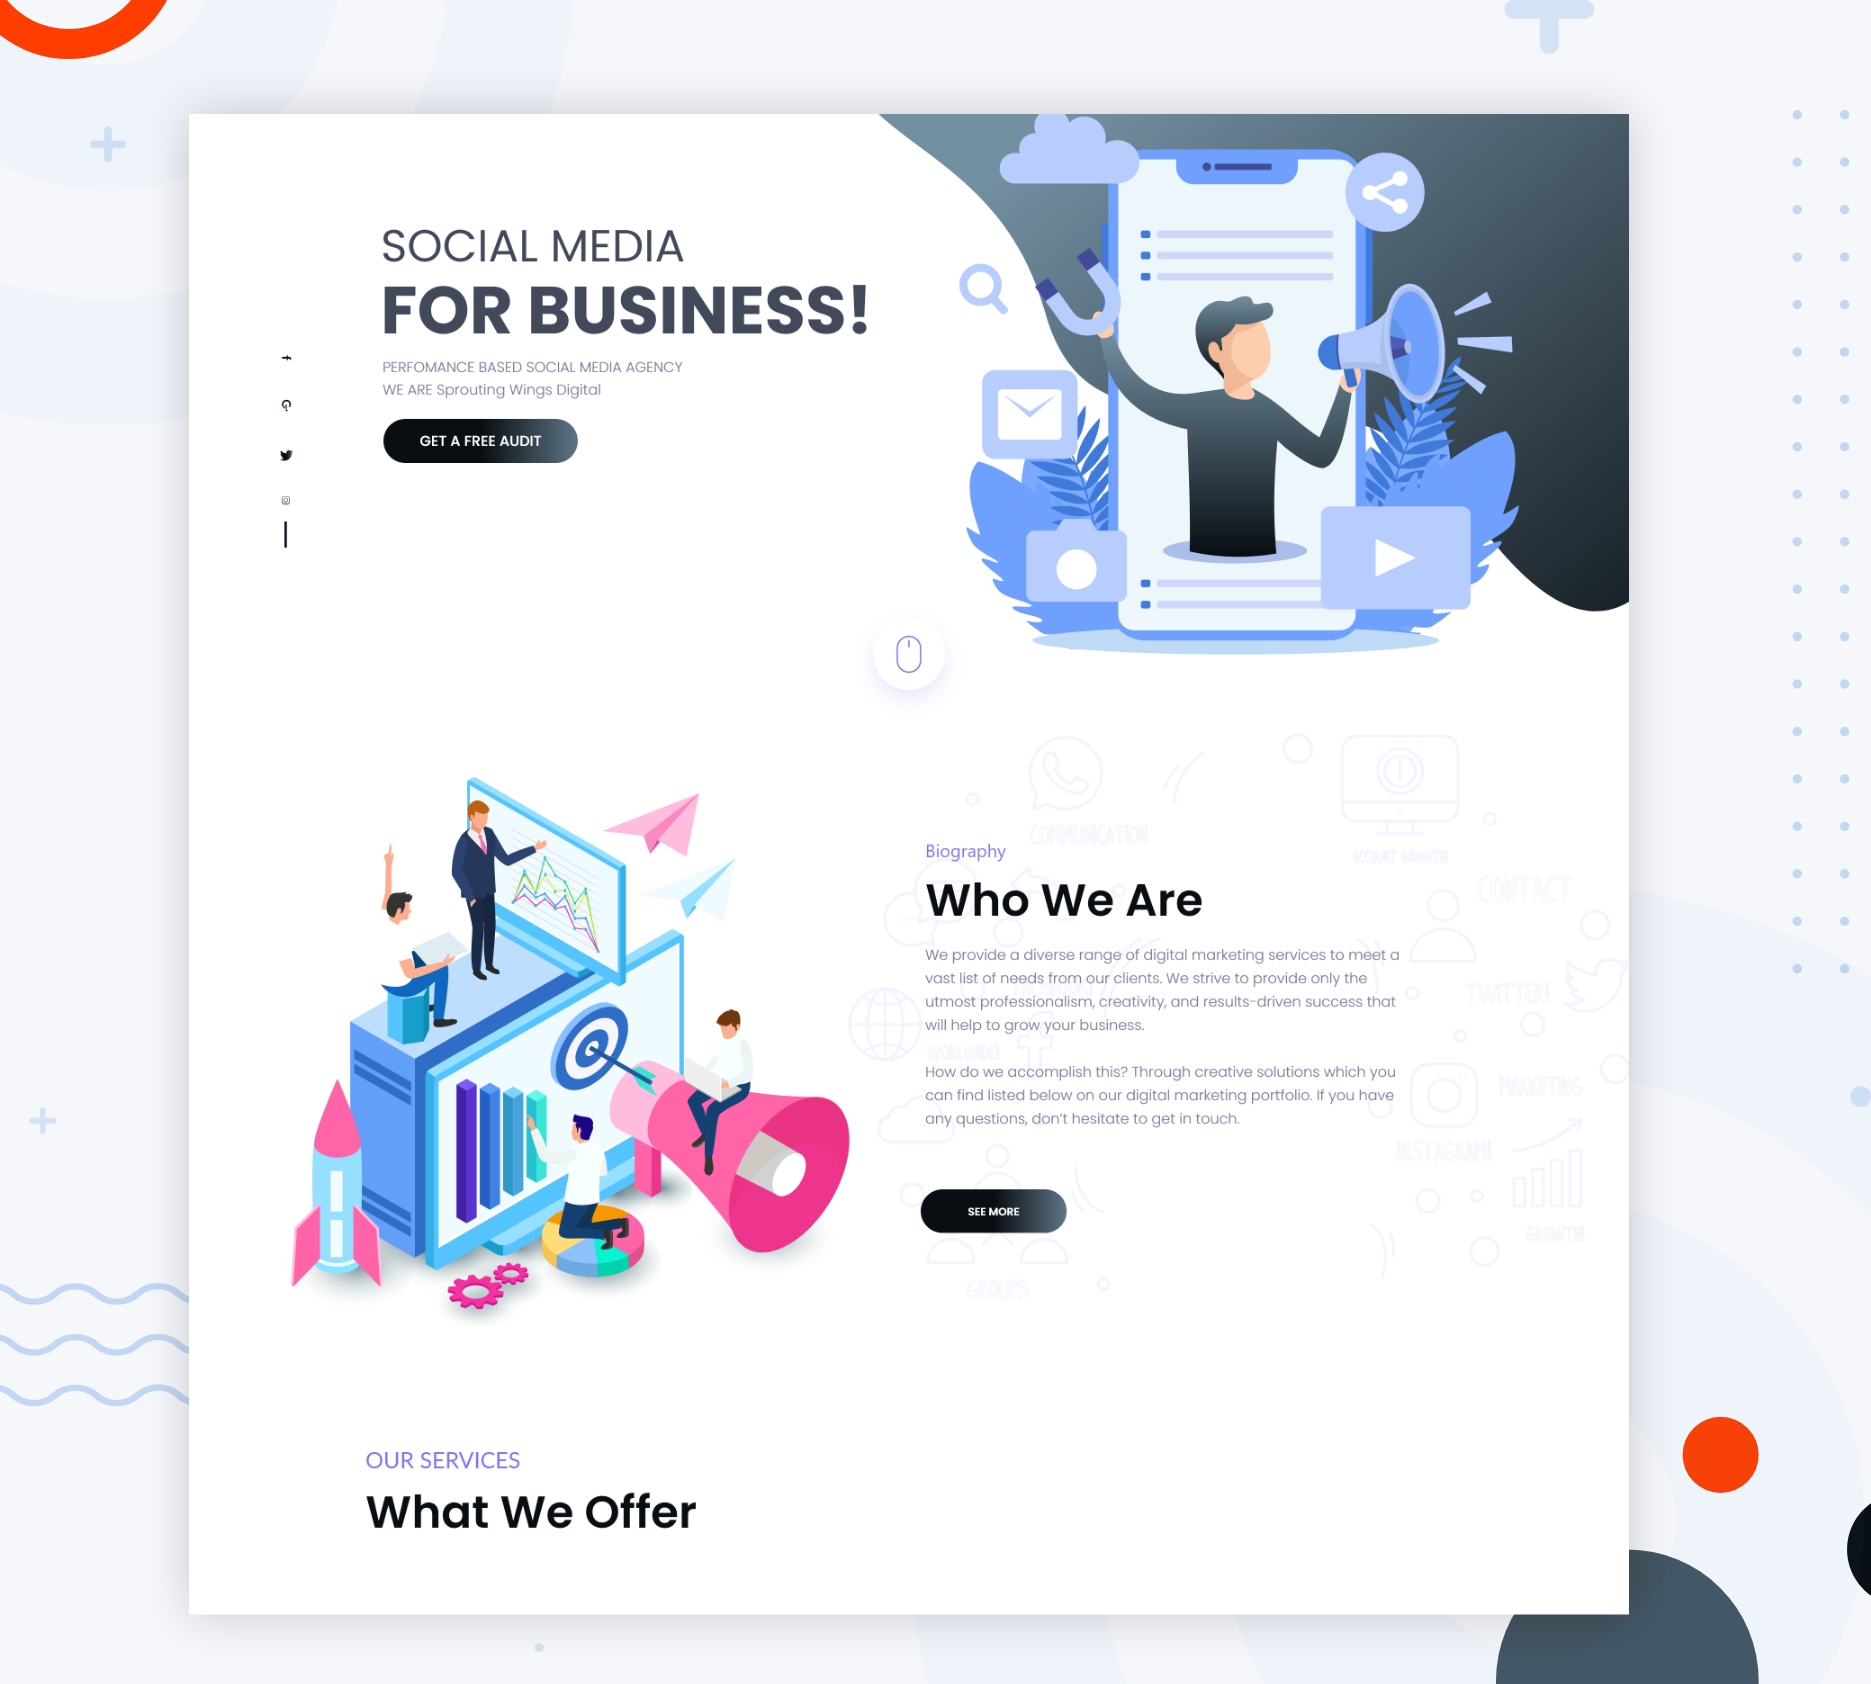 SOCIAL MEDIA
FOR BUSINESS!
PERFOMANCE BASED SOCIAL MEDIA AGENCY
WE ARE Sprouting Wings Digital
GET A FREE AUDIT
COMMUNICATION
ACCOUNT GROWTH
CONTACT
TWITTER!
WORLWIDE!
MARKETING
INSTAGRAM!
GROWTH
GROUPS
Biography
Who We Are
We provide a diverse range of digital marketing services to meet a
vast list of needs from our clients. We strive to provide only the
utmost professionalism, creativity, and results-driven success that
will help to grow your business.
How do we accomplish this? Through creative solutions which you
can find listed below on our digital marketing portfolio. If you have
any questions, don't hesitate to get in touch.
SEE MORE
OUR SERVICES
What We Offer